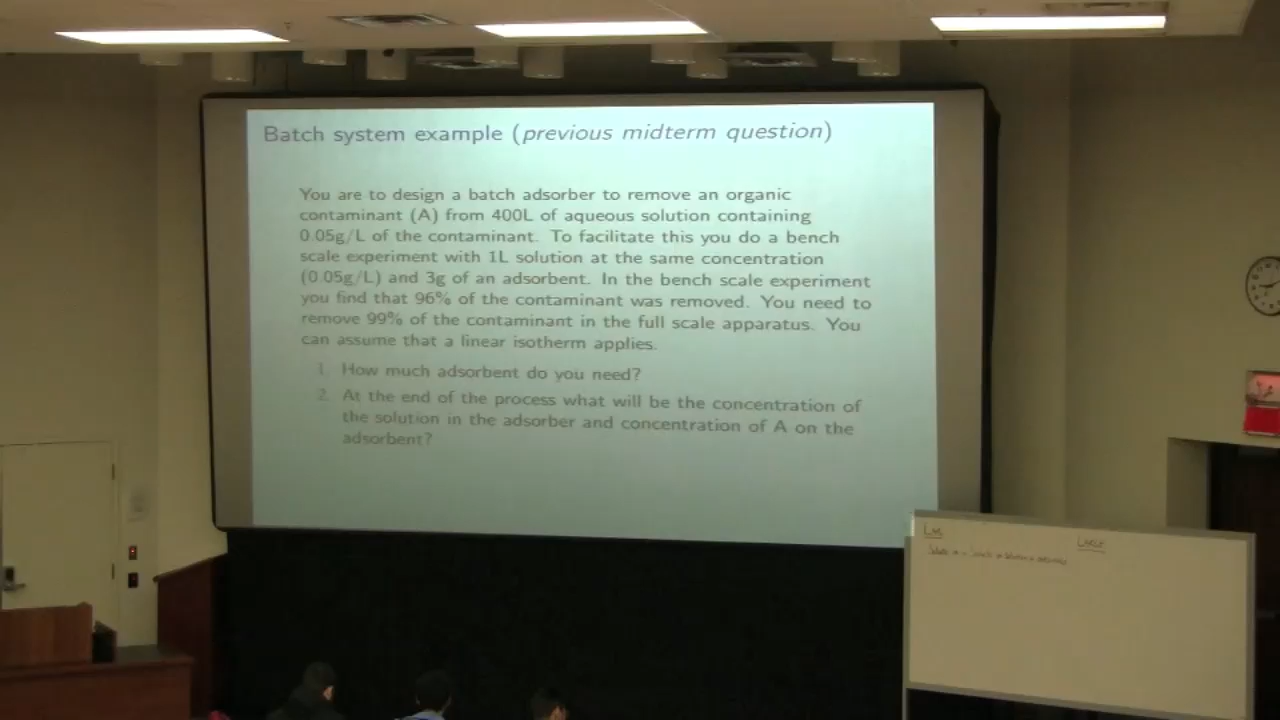 Batch system example (previous midterm question)
You are to design a batch adsorber to remove an organic
contaminant (A) from 400L of aqueous solution containing
0.05g/L of the contaminant. To facilitate this you do a bench
scale experiment with 1L solution at the same concentration
(0.05g/L) and 3g of an adsorbent. In the bench scale experiment
you find that 96% of the contaminant was removed. You need to
remove 99% of the contaminant in the full scale apparatus. You
can assume that a linear isotherm applies.
1. How much adsorbent do you need?
2. At the end of the process what will be the concentration of
the solution in the adsorber and concentration of A on the
adsorbent?
LAB
LARGE